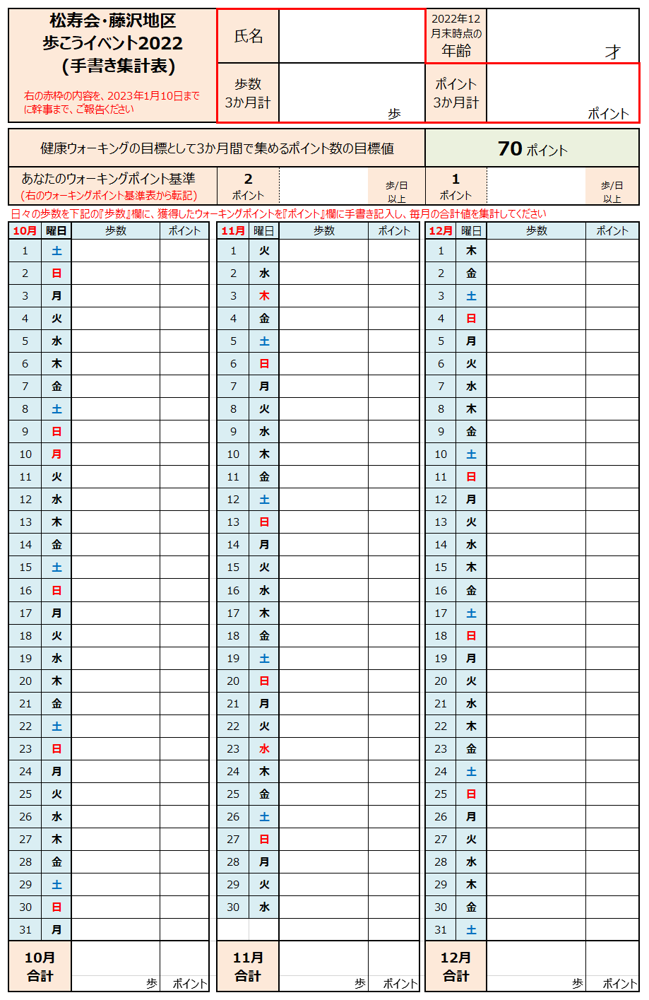 松寿会・藤沢地区
歩こうイベント2022
(手書き集計表)
右の赤枠の内容を、2023年1月10日まで
に幹事まで、ご報告ください
氏名
2022年12
月末時点の
年齢
才
歩数
3か月計
歩
ポイント
3か月計
ポイント
健康ウォーキングの目標として3か月間で集めるポイント数の目標値
70 ポイント
あなたのウォーキングポイント基準
(右のウォーキングポイント基準表から転記)
2
ポイント
歩/日
以上
1
ポイント
歩/日
以上
日々の歩数を下記の『歩数』欄に、獲得したウォーキングポイントを『ポイント』欄に手書き記入し、毎月の合計値を集計してください
10月 曜日 歩数 ポイント 11月 曜日 歩数 ポイント 12月 曜日 歩数 ポイント
1 土 1 火 1 木
2 日 2 水 2 金
3 月 3 木 3 土
4 火 4 金 4 日
5 水 5 土 5 月
6 木 6 日 6 火
7 金 7 月 7 水
8 土 8 火 8 木
9 日 9 水 9 金
10 月 10 木 10 土
11 火 11 金 11 日
12 水 12 土 12 月
13 木 13 日 13 火
14 金 14 月 14 水
15 土 15 火 15 木
16 日 16 水 16 金
17 月 17 木 17 土
18 火 18 金 18 日
19 水 19 土 19 月
20 木 20 日 20 火
21 金 21 月 21 水
22 土 22 火 22 木
23 日 23 水 23 金
24 月 24 木 24 土
25 火 25 金 25 日
26 水 26 土 26 月
27 木 27 日 27 火
28 金 28 月 28 水
29 土 29 火 29 木
30 日 30 水 30 金
31 月 31 土
10月
合計
歩 ポイント
11月
合計
歩 ポイント
12月
合計
歩 ポイント